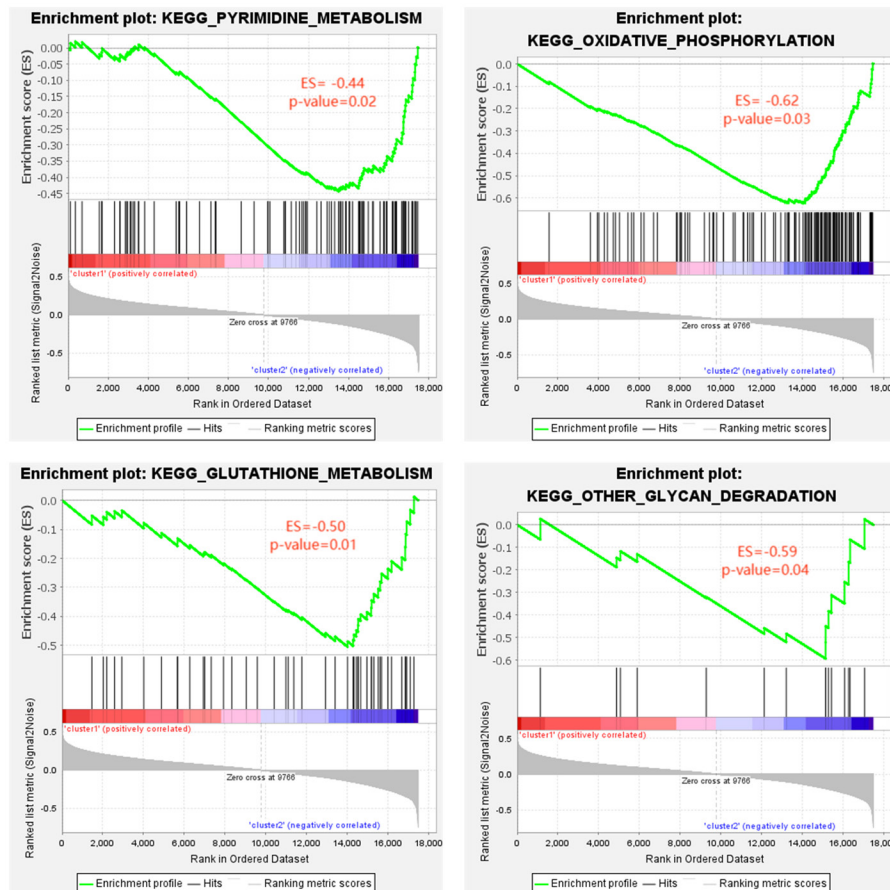 Enrichment plot: KEGG_PYRIMIDINE_METABOLISM
Enrichment score (ES)
0.00
-0.05
-0.10
-0.15
-0.20
-0.25
-0.30
-0.35
-0.40
-0.45
ES= -0.44
p-value=0.02
Ranked list metric (Signal2Noise)
'cluster1' (positively correlated)
0.5
0.0
-0.5
Zero cross at 9766
'cluster2' (negatively correlated)
0 2,000 4,000 6,000 8,000 10,000 12,000 14,000 16,000 18,000
Rank in Ordered Dataset
Enrichment profile Hits Ranking metric scores
Enrichment plot:
KEGG_OXIDATIVE_PHOSPHORYLATION
Enrichment score (ES)
0.0
-0.1
-0.2
-0.3
-0.4
-0.5
-0.6
ES= -0.62
p-value=0.03
Ranked list metric (Signal2Noise)
'cluster1' (positively correlated)
0.5
0.0
-0.5
Zero cross at 9766
'cluster2' (negatively correlated)
0 2,000 4,000 6,000 8,000 10,000 12,000 14,000 16,000 18,000
Rank in Ordered Dataset
Enrichment profile Hits Ranking metric scores
Enrichment plot: KEGG_GLUTATHIONE_METABOLISM
Enrichment score (ES)
0.0
-0.1
-0.2
-0.3
-0.4
-0.5
ES=-0.50
p-value=0.01
Ranked list metric (Signal2Noise)
'cluster1' (positively correlated)
0.5
0.0
-0.5
Zero cross at 9766
'cluster2' (negatively correlated)
0 2,000 4,000 6,000 8,000 10,000 12,000 14,000 16,000 18,000
Rank in Ordered Dataset
Enrichment profile Hits Ranking metric scores
Enrichment plot:
KEGG_OTHER_GLYCAN_DEGRADATION
Enrichment score (ES)
0.0
-0.1
-0.2
-0.3
-0.4
-0.5
-0.6
ES=-0.59
p-value=0.04
Ranked list metric (Signal2Noise)
'cluster1' (positively correlated)
0.5
0.0
-0.5
Zero cross at 9766
'cluster2' (negatively correlated)
0 2,000 4,000 6,000 8,000 10,000 12,000 14,000 16,000 18,000
Rank in Ordered Dataset
Enrichment profile Hits Ranking metric scores